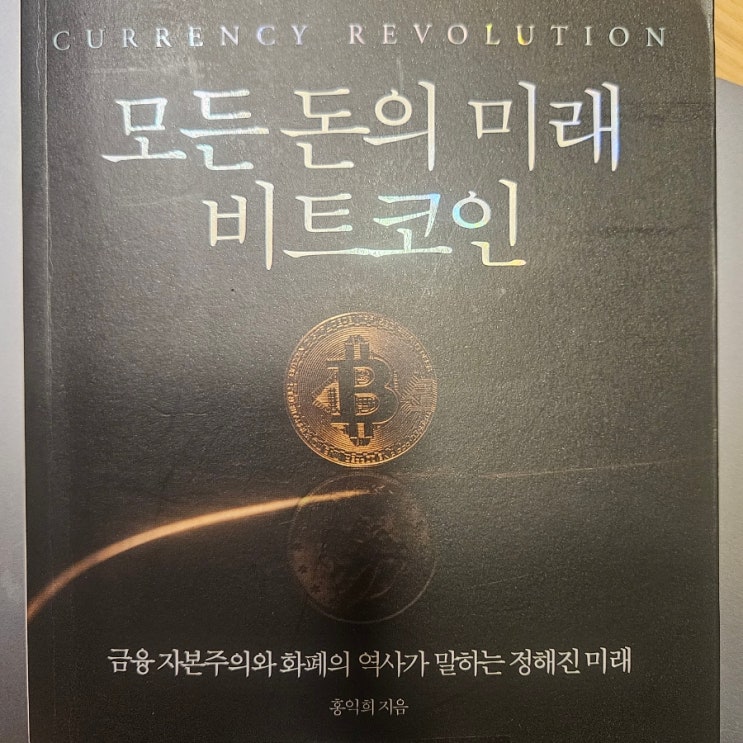 CURRENCY REVOLUTION
모든 돈의 미래
비트코인
금융 자본주의와 화폐의 역사가 말하는 정해진 미래
홍익희 지음